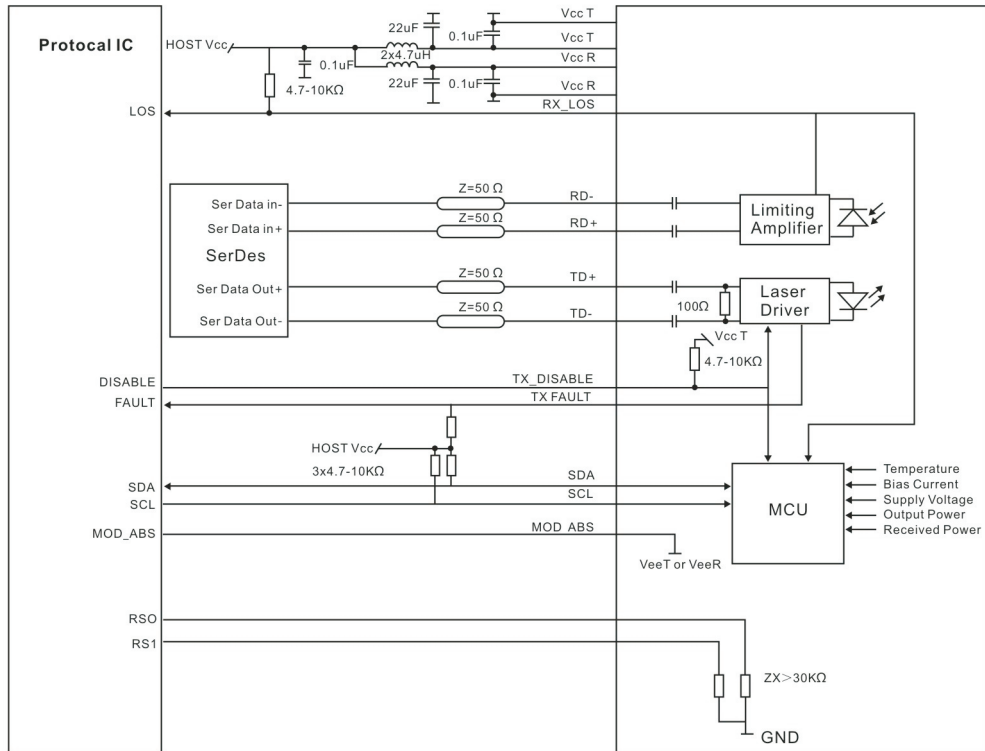 Protocal IC
HOST Vcc
22uF
0.1uF
Vcc T
Vcc T
2x4.7uH
0.1uF
Vcc R
4.7-10KΩ
22uF
0.1uF
Vcc R
LOS
RX_LOS
Z=50 Ω
Ser Data in-
RD-
Limiting
Amplifier
Z=50 Ω
Ser Data in+
RD+
SerDes
Z=50 Ω
Ser Data Out+
TD+
Laser
Driver
Z=50 Ω
100Ω
Ser Data Out-
TD-
Vcc T
4.7-10KΩ
DISABLE
TX_DISABLE
FAULT
TX FAULT
HOST Vcc
3x4.7-10KΩ
SDA
SDA
SCL
SCL
MCU
Temperature
Bias Current
Supply Voltage
Output Power
Received Power
MOD_ABS
MOD ABS
VeeT or VeeR
RSO
RS1
ZX>30KΩ
GND